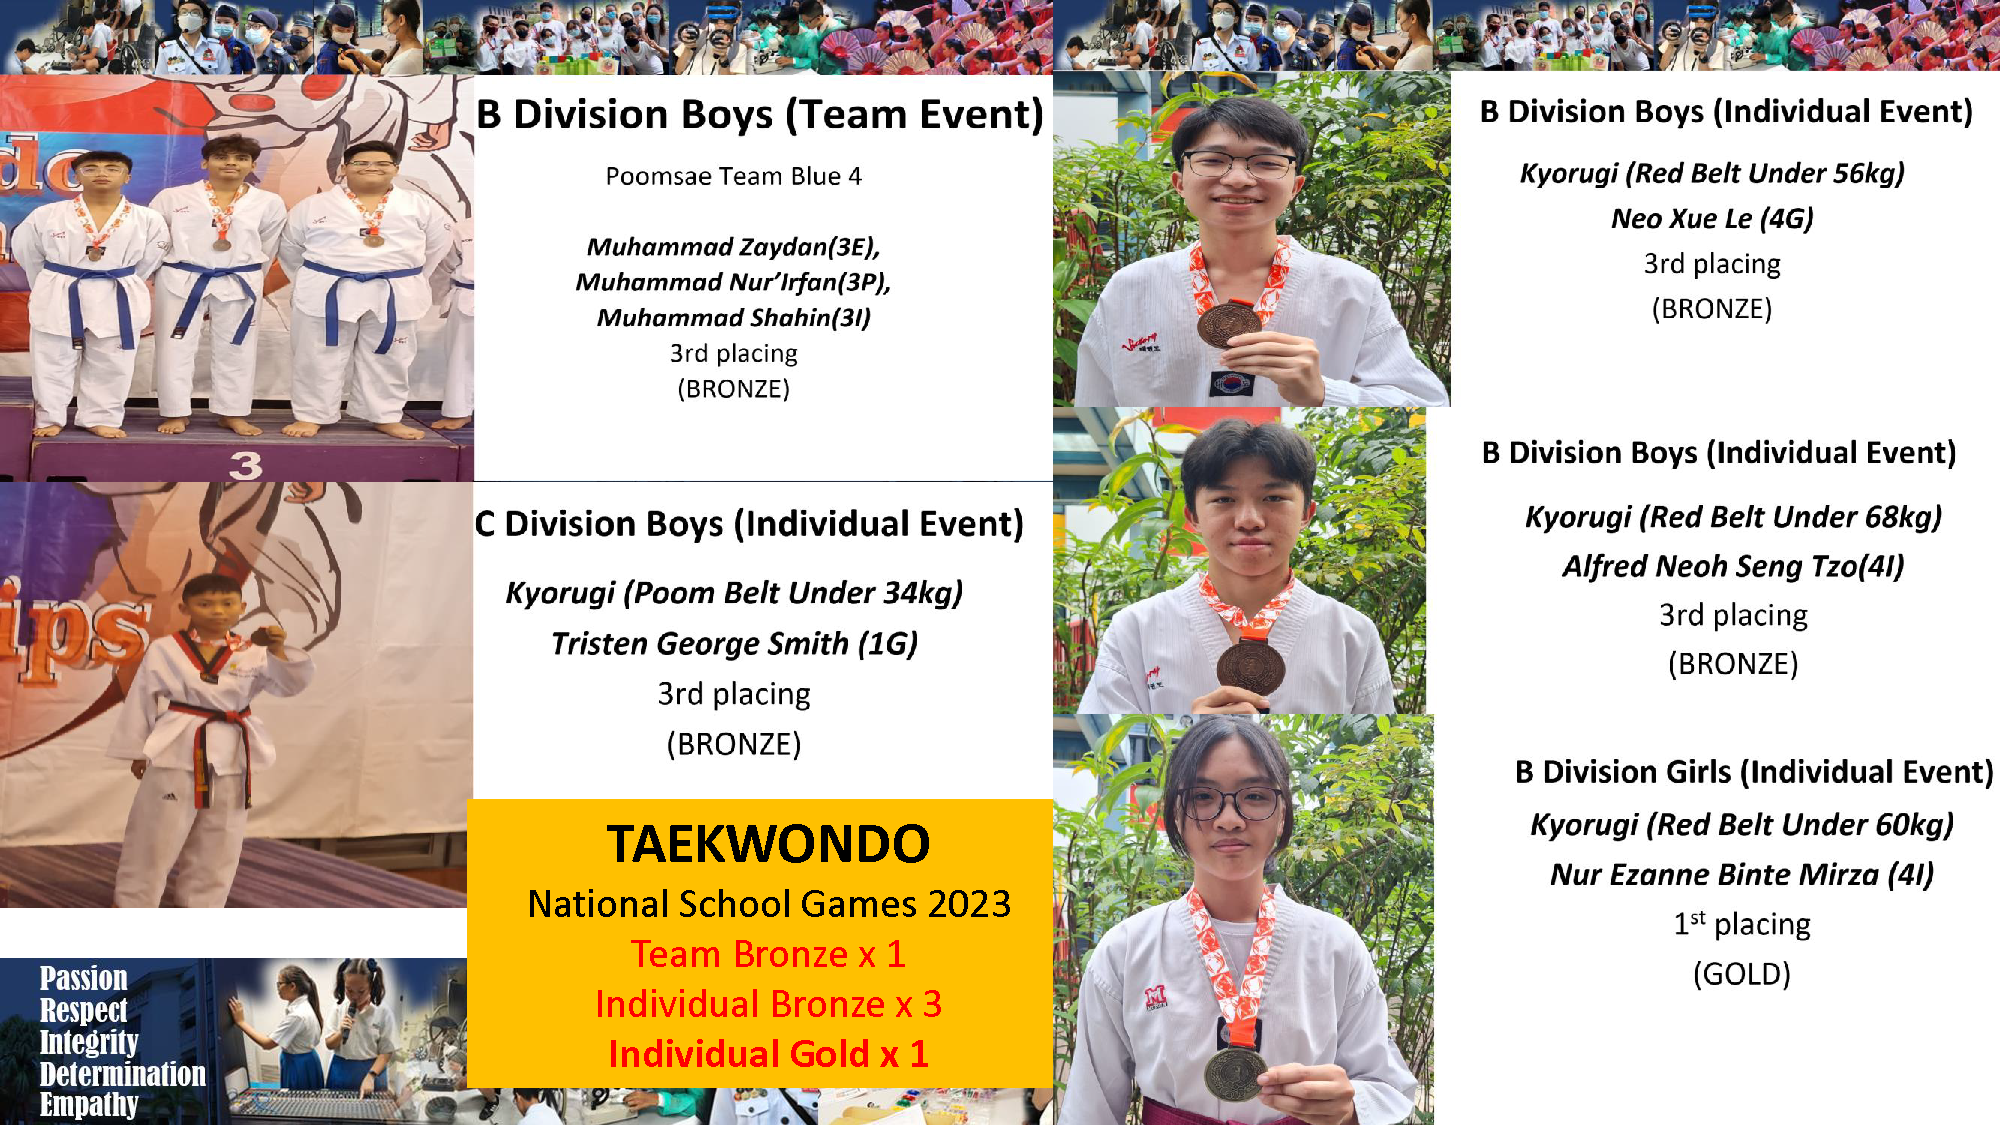 B Division Boys (Team Event)
Poomsae Team Blue 4
Muhammad Zaydan(3E),
Muhammad Nur’Irfan(3P),
Muhammad Shahin(3I)
3rd placing
(BRONZE)
3
C Division Boys (Individual Event)
Kyorugi (Poom Belt Under 34kg)
Tristen George Smith (1G)
3rd placing
(BRONZE)
ips
TAEKWONDO
National School Games 2023
Team Bronze x 1
Individual Bronze x 3
Individual Gold x 1
Passion
Respect
Integrity
Determination
Empathy
B Division Boys (Individual Event)
Kyorugi (Red Belt Under 56kg)
Neo Xue Le (4G)
3rd placing
(BRONZE)
B Division Boys (Individual Event)
Kyorugi (Red Belt Under 68kg)
Alfred Neoh Seng Tzo(4I)
3rd placing
(BRONZE)
B Division Girls (Individual Event)
Kyorugi (Red Belt Under 60kg)
Nur Ezanne Binte Mirza (4I)
1st placing
(GOLD)